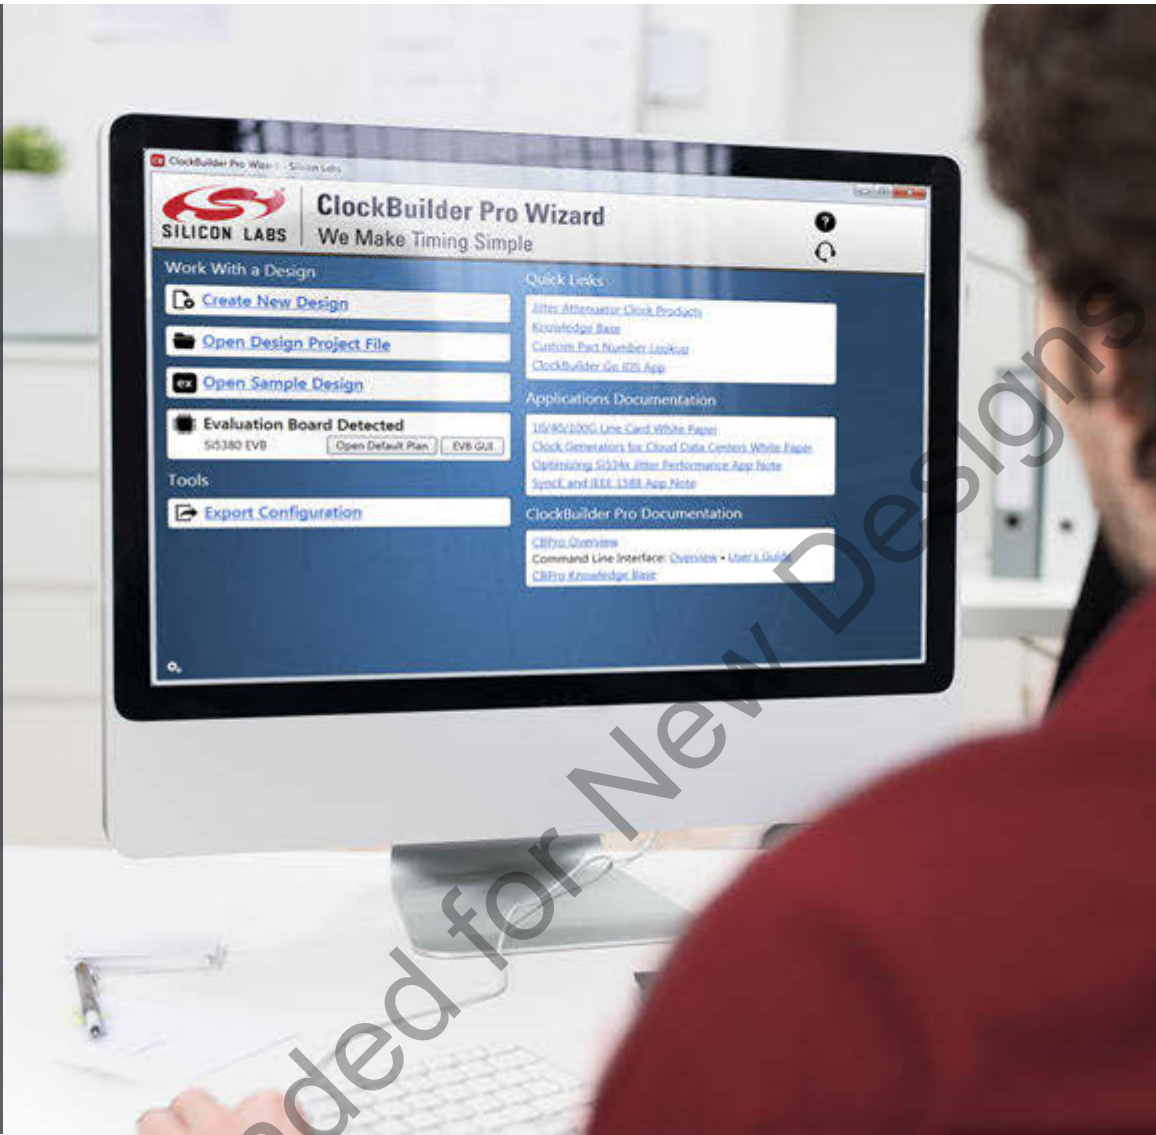 ClockBuilder Pro Wizard - Silicon Labs
SILICON LABS
ClockBuilder Pro Wizard
We Make Timing Simple
Work With a Design
Create New Design
Open Design Project File
ex Open Sample Design
Evaluation Board Detected
Si5380 EVB
Open Default Plan
EVB GUI
Tools
Export Configuration
Quick Links
Jitter Attenuator Clock Products
Knowledge Base
Custom Part Number Lookup
ClockBuilder Go iOS App
Applications Documentation
10/40/100G Line Card White Paper
Clock Generators for Cloud Data Centers White Paper
Optimizing Si534x Jitter Performance App Note
SyncE and IEEE 1588 App Note
ClockBuilder Pro Documentation
CBPro Overview
Command Line Interface: Overview • User's Guide
CBPro Knowledge Base
ded for New Designs